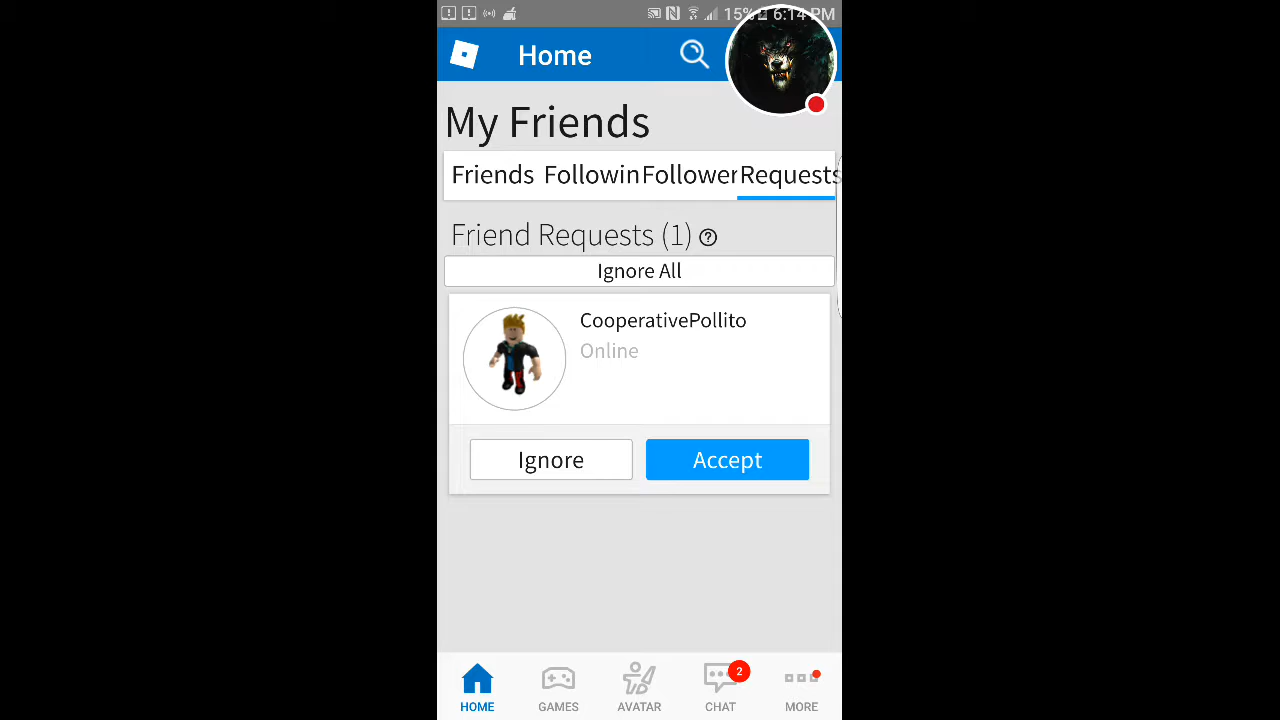 15% 6:14 PM
Home
My Friends
Friends Followin Follower Requests
Friend Requests (1)
Ignore All
CooperativePollito
Online
Ignore Accept
2
HOME GAMES AVATAR CHAT MORE